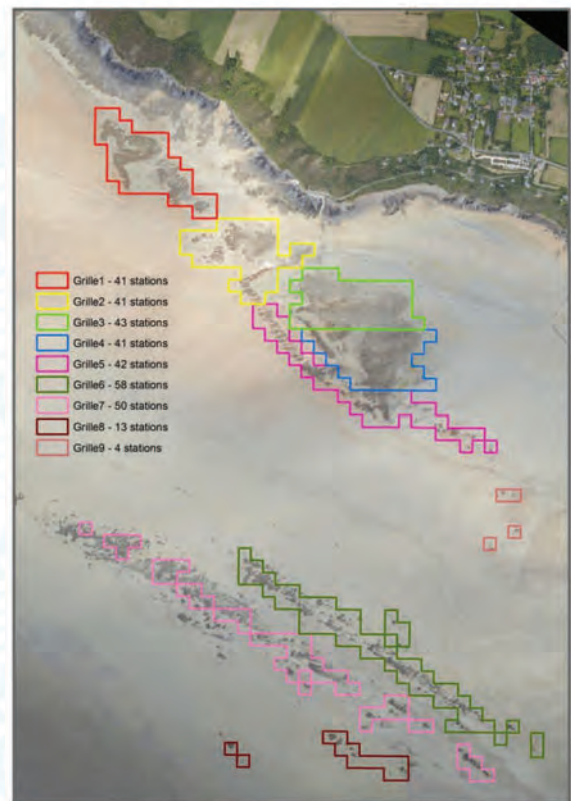 Grille1 - 41 stations
Grille2 - 41 stations
Grille3 - 43 stations
Grille4 - 41 stations
Grille5 - 42 stations
Grille6 - 58 stations
Grille7 - 50 stations
Grille8 - 13 stations
Grille9 - 4 stations